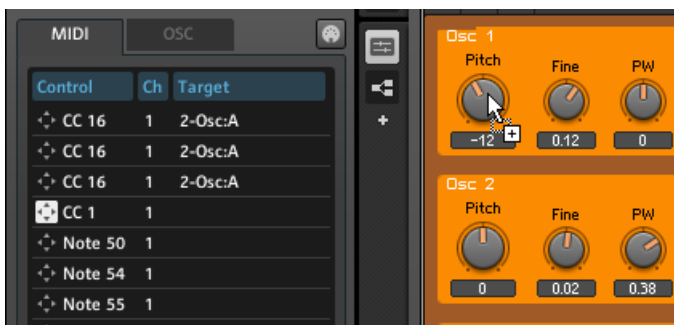 MIDI OSC
Control Ch Target
CC 16 1 2-Osc:A
CC 16 1 2-Osc:A
CC 16 1 2-Osc:A
CC 1 1
Note 50 1
Note 54 1
Note 55 1
Osc 1
Pitch Fine PW
-12 0.12 0
Osc 2
Pitch Fine PW
0 0.02 0.38